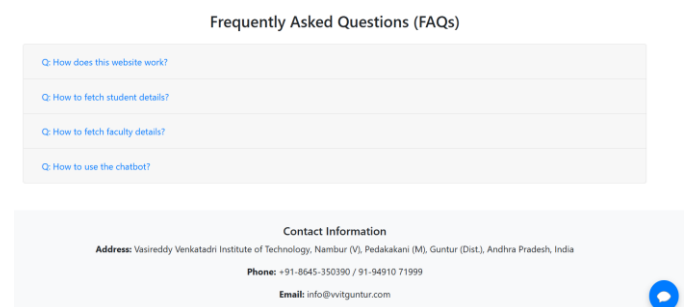 Frequently Asked Questions (FAQs)
Q: How does this website work?
Q: How to fetch student details?
Q: How to fetch faculty details?
Q: How to use the chatbot?
Contact Information
Address: Vasireddy Venkatadri Institute of Technology, Nambur (V), Pedakakani (M), Guntur (Dist.), Andhra Pradesh, India
Phone: +91-8645-350390 / 91-94910 71999
Email: info@vvitguntur.com